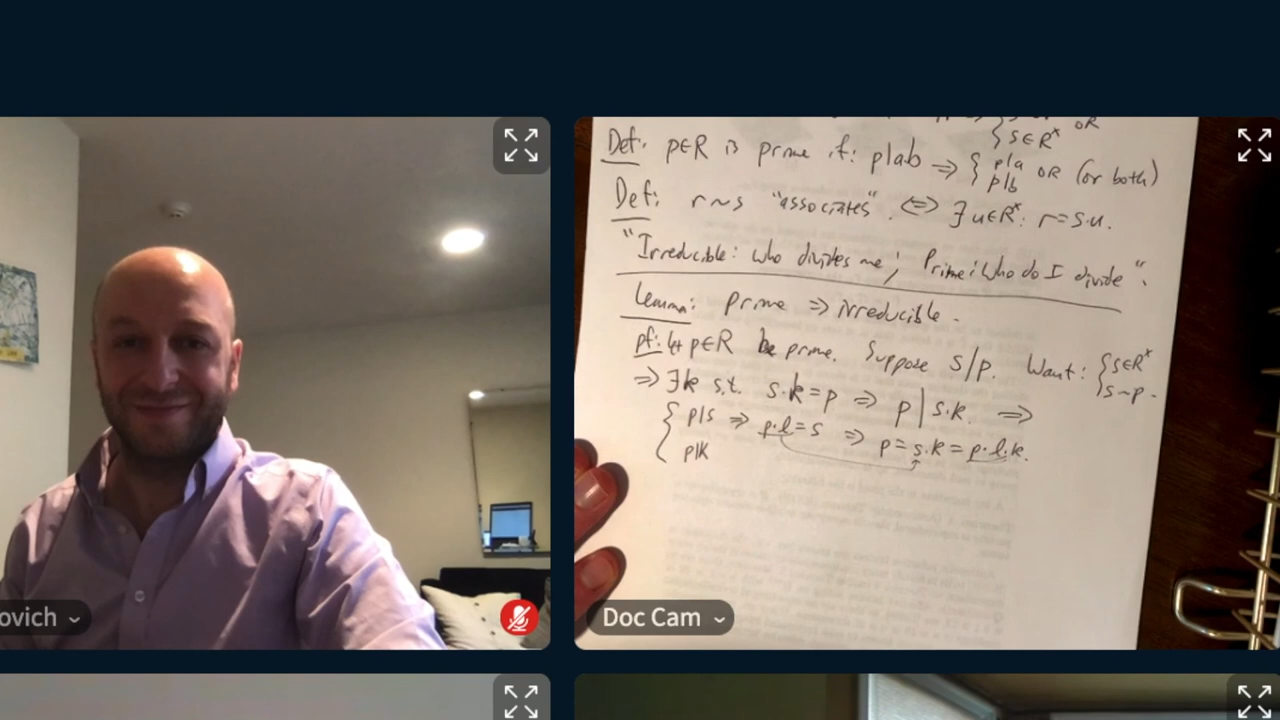 { S∈R* OR
Def: p∈R is prime if: p|ab ⇒ { p|a OR (or both)
p|b
Def: r~s "associates". ⇔ ∃u∈R*: r=s·u.
"Irreducible: who divides me; Prime: Who do I divide".
Lemma: prime ⇒ irreducible.
pf: let p∈R be prime. Suppose s|p. Want: { s∈R*
s~p.
⇒ ∃k s.t. s·k=p ⇒ p|s·k. ⇒
{ p|s ⇒ p·l=s ⇒ p=s·k=p·l·k.
p|k
ovich
Doc Cam